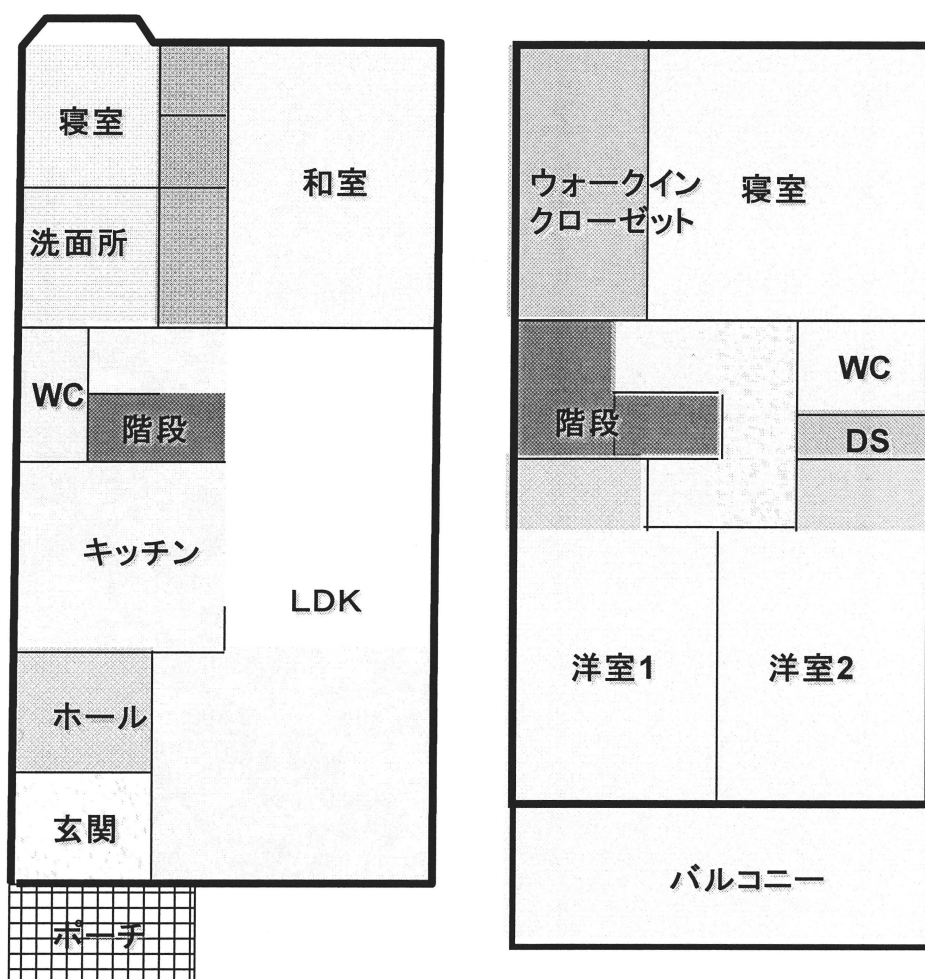 寝室
和室
洗面所
WC
階段
キッチン
LDK
ホール
玄関
ポーチ
ウォークイン
クローゼット
寝室
WC
階段
DS
洋室1
洋室2
バルコニー